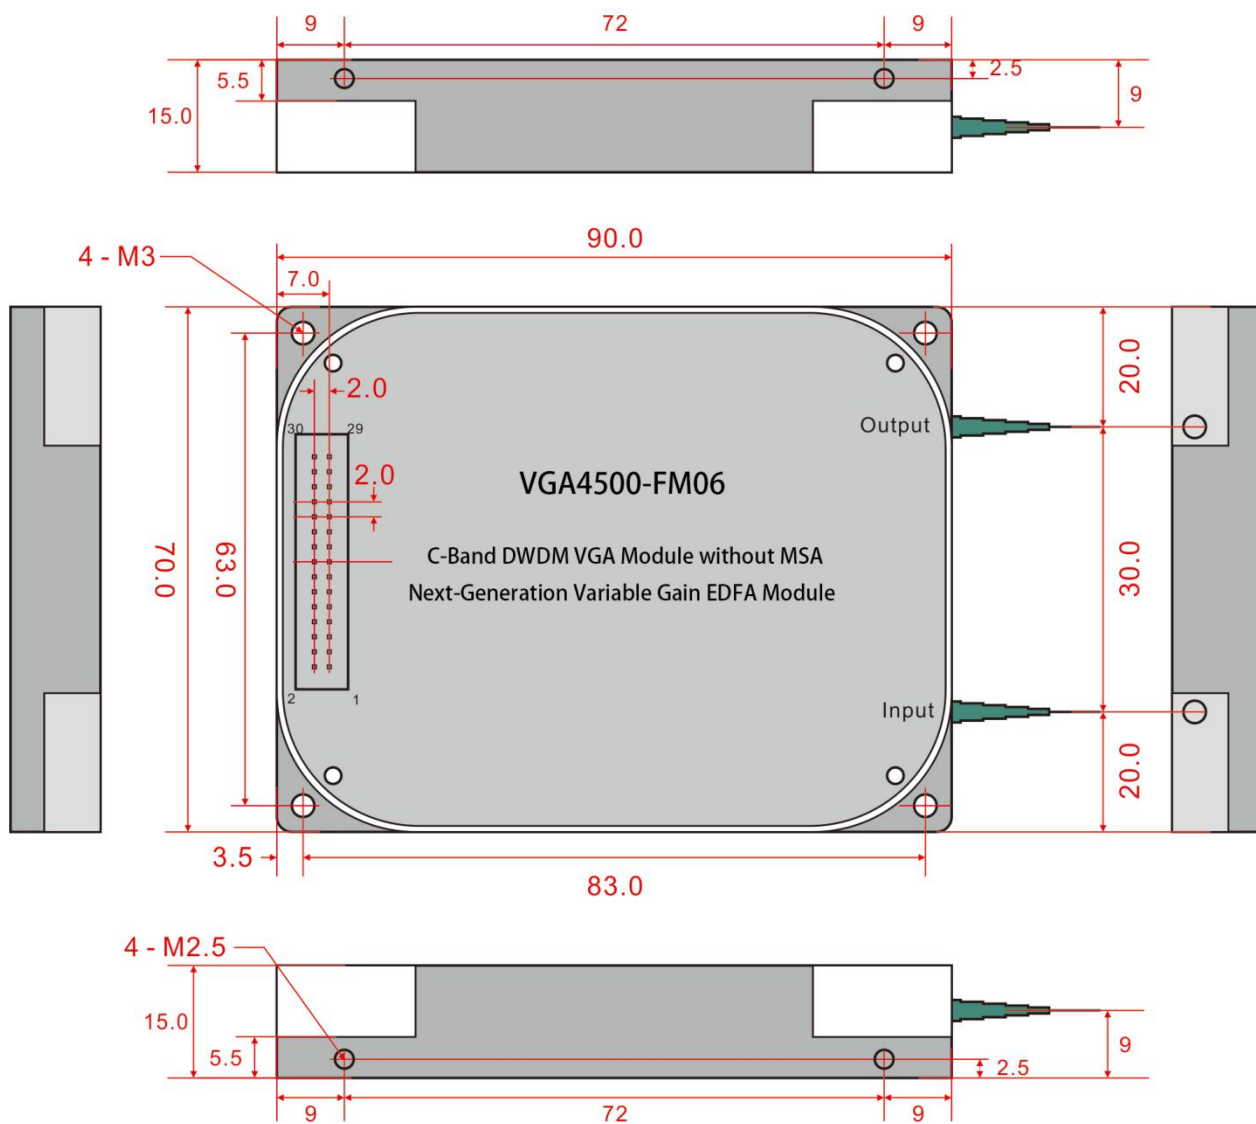 9 72 9
5.5 2.5
15.0 9
90.0
4 - M3
7.0
20.0
2.0
Output
30 29
2.0
VGA4500-FM06
70.0 63.0
C-Band DWDM VGA Module without MSA
30.0
Next-Generation Variable Gain EDFA Module
2 1
Input
20.0
3.5
83.0
4 - M2.5
15.0
9
5.5
2.5
9 72 9